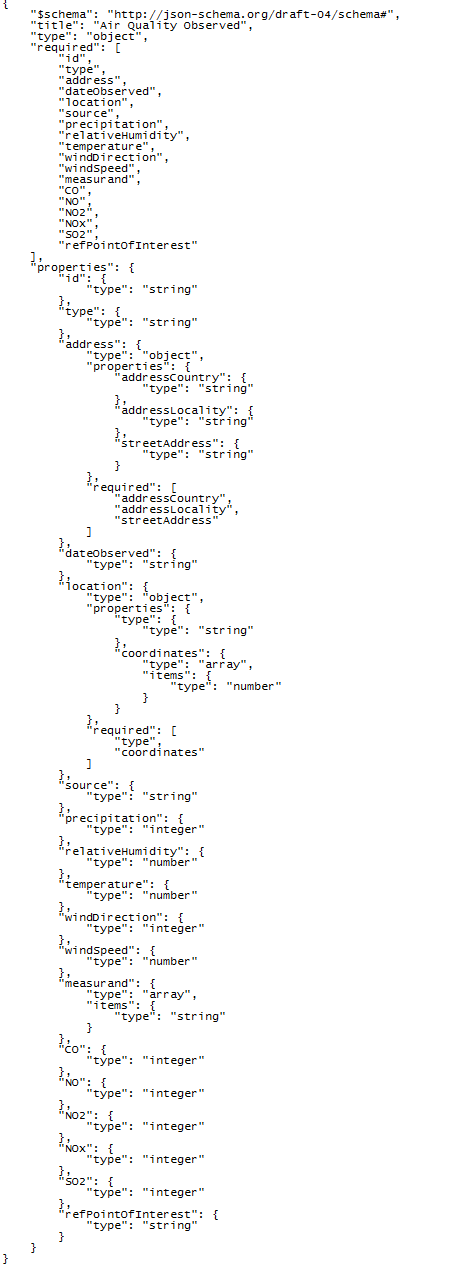 {
    "$schema": "http://json-schema.org/draft-04/schema#",
    "title": "Air Quality Observed",
    "type": "object",
    "required": [
        "id",
        "type",
        "address",
        "dateObserved",
        "location",
        "source",
        "precipitation",
        "relativeHumidity",
        "temperature",
        "windDirection",
        "windSpeed",
        "measurand",
        "CO",
        "NO",
        "NO2",
        "NOx",
        "SO2",
        "refPointOfInterest"
    ],
    "properties": {
        "id": {
            "type": "string"
        },
        "type": {
            "type": "string"
        },
        "address": {
            "type": "object",
            "properties": {
                "addressCountry": {
                    "type": "string"
                },
                "addressLocality": {
                    "type": "string"
                },
                "streetAddress": {
                    "type": "string"
                }
            },
            "required": [
                "addressCountry",
                "addressLocality",
                "streetAddress"
            ]
        },
        "dateObserved": {
            "type": "string"
        },
        "location": {
            "type": "object",
            "properties": {
                "type": {
                    "type": "string"
                },
                "coordinates": {
                    "type": "array",
                    "items": {
                        "type": "number"
                    }
                }
            },
            "required": [
                "type",
                "coordinates"
            ]
        },
        "source": {
            "type": "string"
        },
        "precipitation": {
            "type": "integer"
        },
        "relativeHumidity": {
            "type": "number"
        },
        "temperature": {
            "type": "number"
        },
        "windDirection": {
            "type": "integer"
        },
        "windSpeed": {
            "type": "number"
        },
        "measurand": {
            "type": "array",
            "items": {
                "type": "string"
            }
        },
        "CO": {
            "type": "integer"
        },
        "NO": {
            "type": "integer"
        },
        "NO2": {
            "type": "integer"
        },
        "NOx": {
            "type": "integer"
        },
        "SO2": {
            "type": "integer"
        },
        "refPointOfInterest": {
            "type": "string"
        }
    }
}